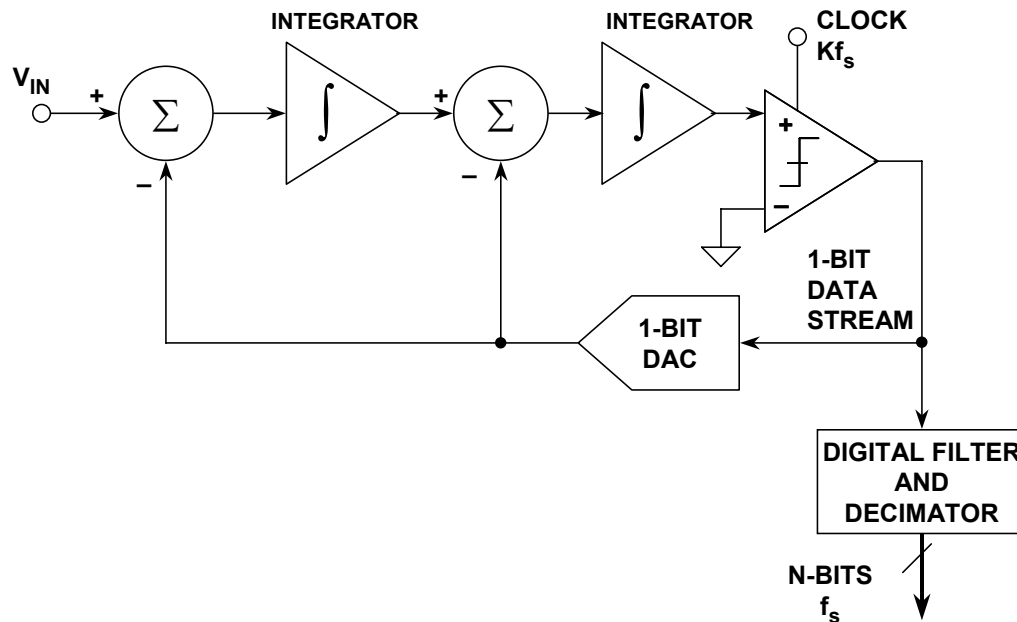 INTEGRATOR
INTEGRATOR
CLOCK
Kfs
VIN
+
Σ
∫
+
Σ
∫
+
−
−
−
1-BIT
DATA
STREAM
1-BIT
DAC
DIGITAL FILTER
AND
DECIMATOR
N-BITS
fs